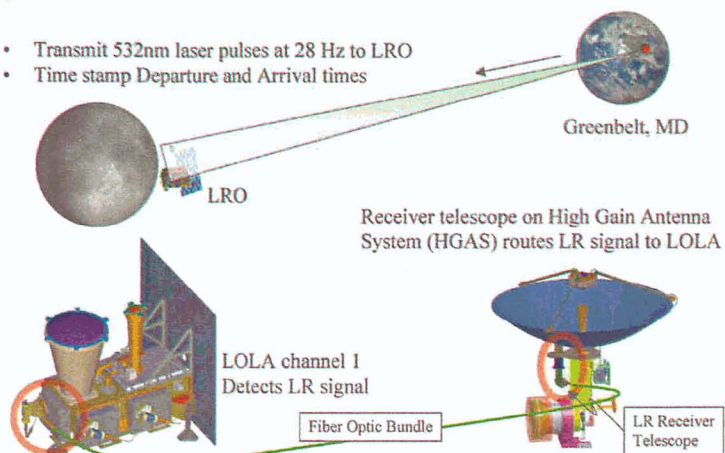 • Transmit 532nm laser pulses at 28 Hz to LRO
• Time stamp Departure and Arrival times
Greenbelt, MD
LRO
Receiver telescope on High Gain Antenna
System (HGAS) routes LR signal to LOLA
LOLA channel 1
Detects LR signal
Fiber Optic Bundle
LR Receiver
Telescope